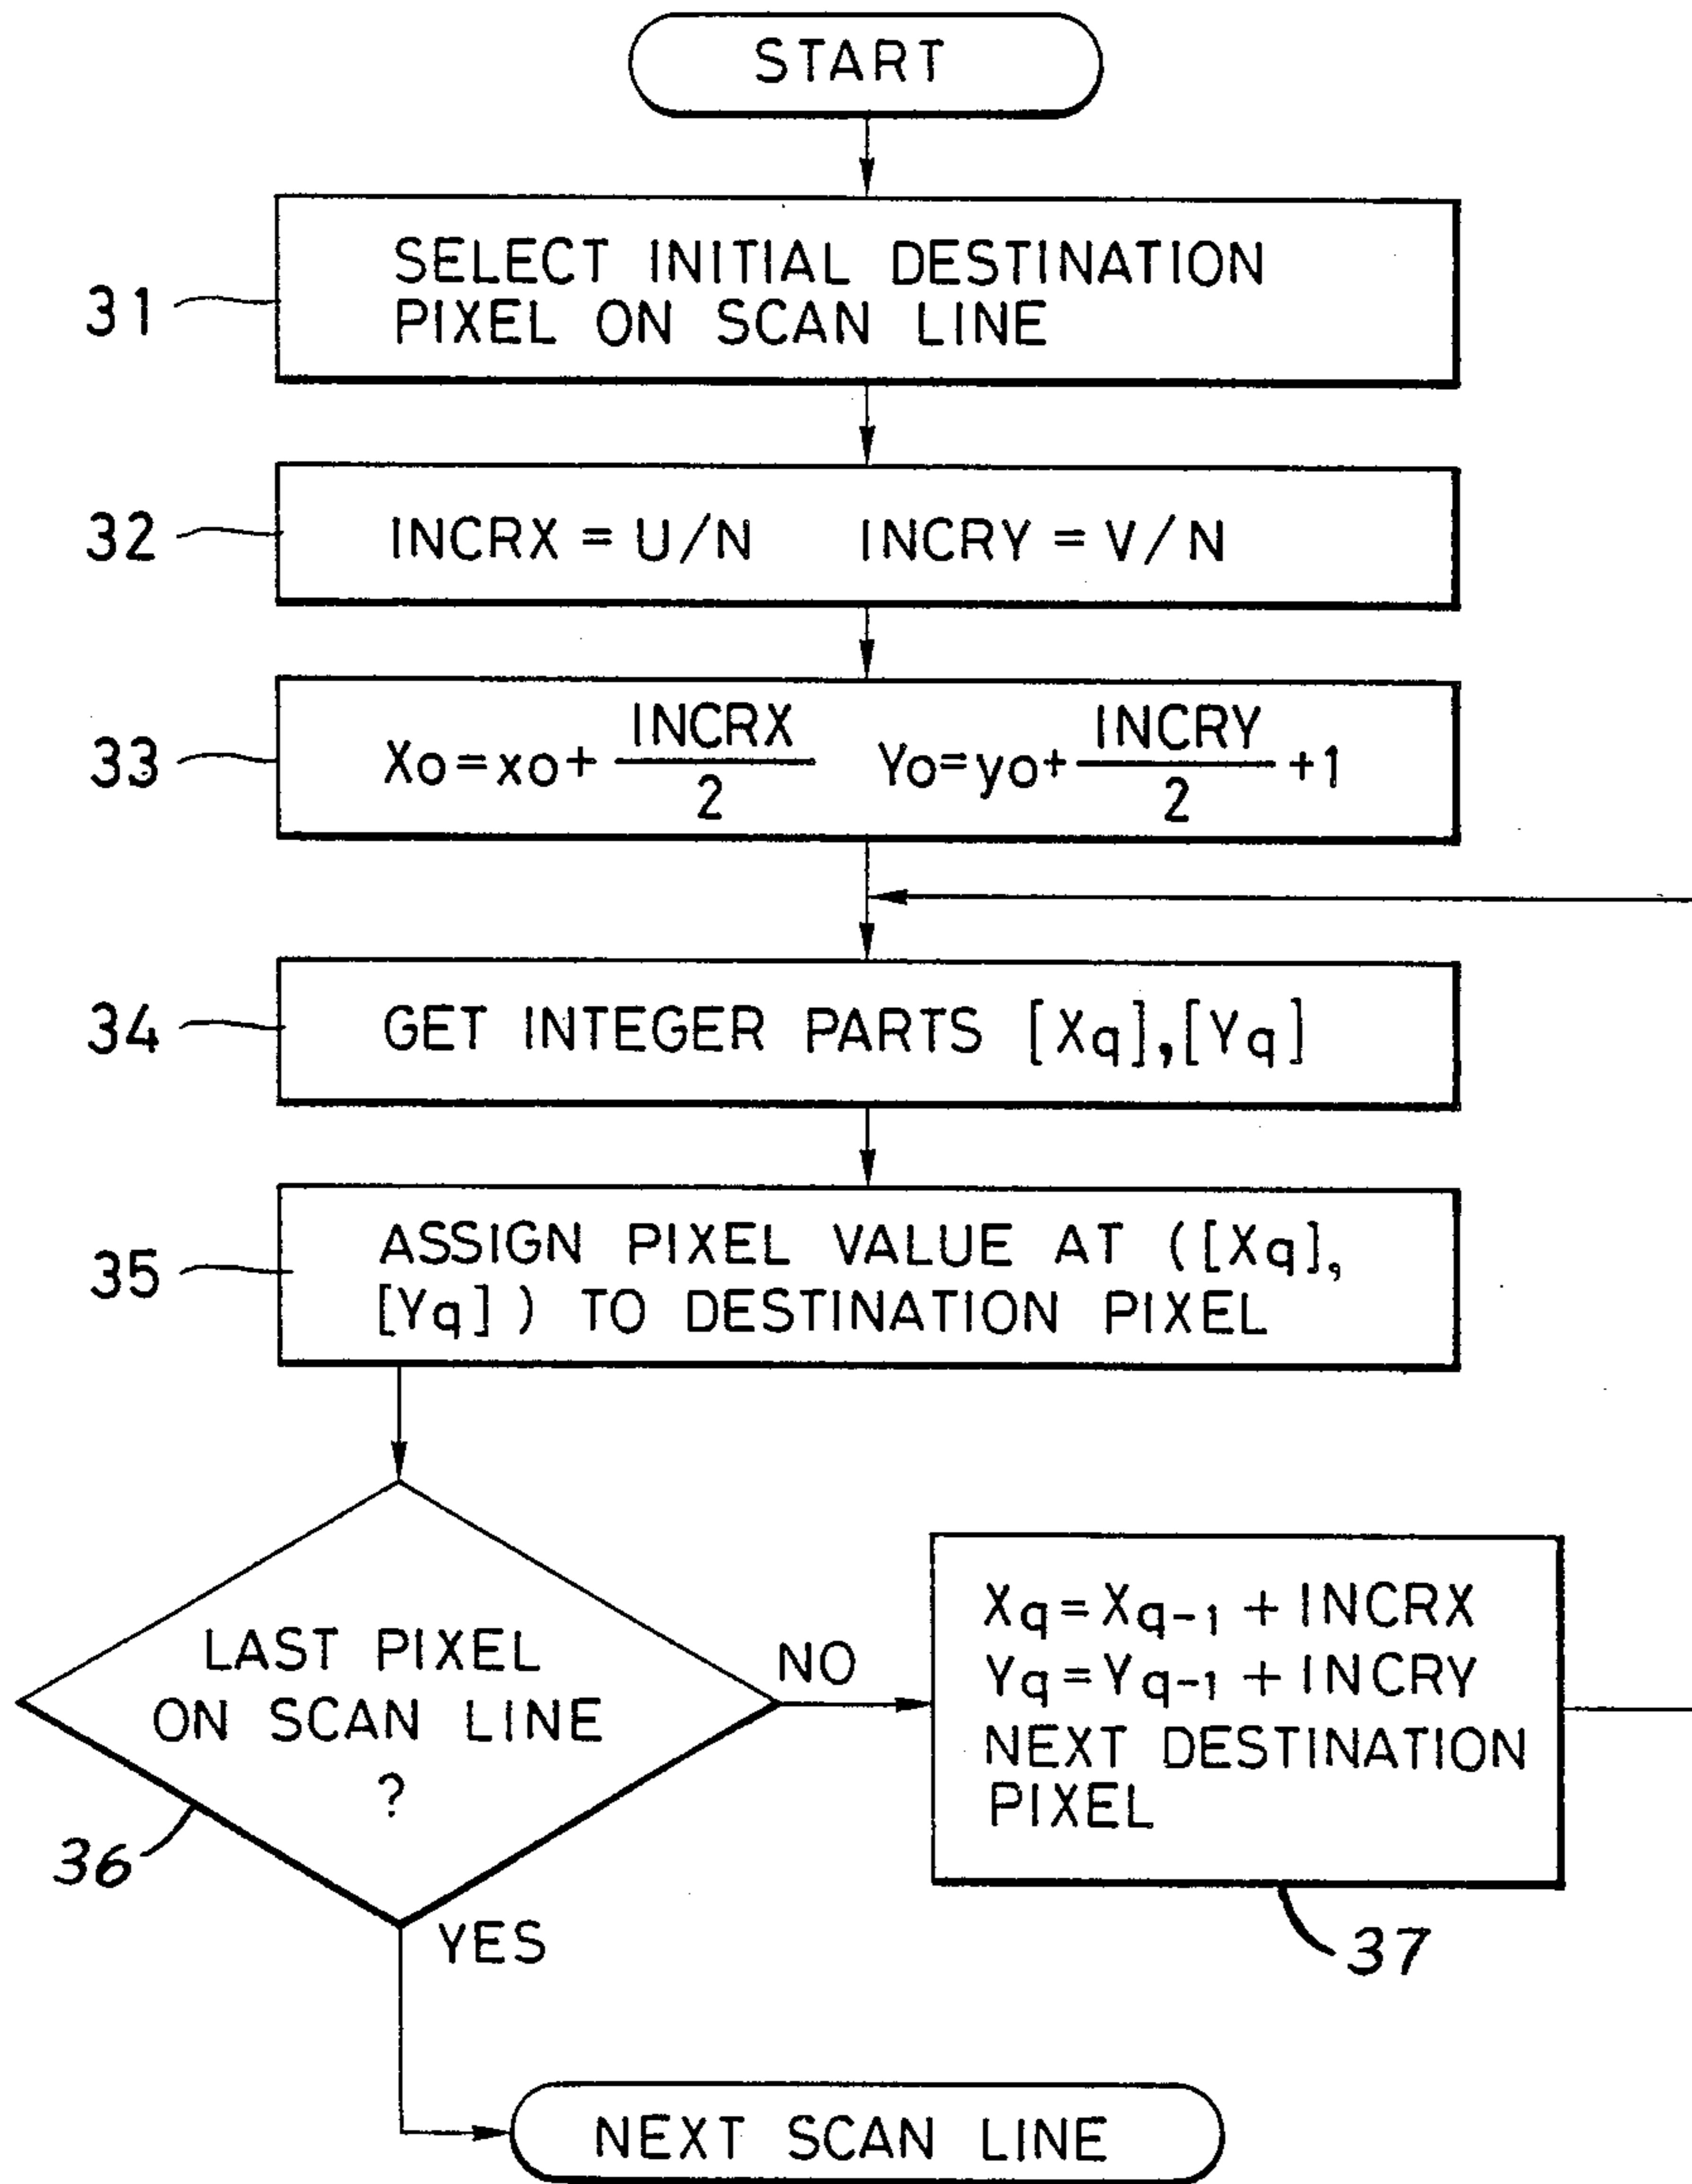 START
31
SELECT INITIAL DESTINATION
PIXEL ON SCAN LINE
32
INCRX = U/N INCRY = V/N
33
Xo=xo+ INCRX/2 Yo=yo+ INCRY/2 +1
34
GET INTEGER PARTS [Xq],[Yq]
35
ASSIGN PIXEL VALUE AT ([Xq],
[Yq]) TO DESTINATION PIXEL
LAST PIXEL
ON SCAN LINE
?
36
NO
YES
Xq=Xq-1 + INCRX
Yq=Yq-1 + INCRY
NEXT DESTINATION
PIXEL
37
NEXT SCAN LINE